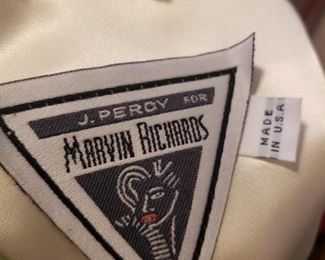 J. PERCY FOR
MARVIN RICHARDS
MADE
IN U.S.A